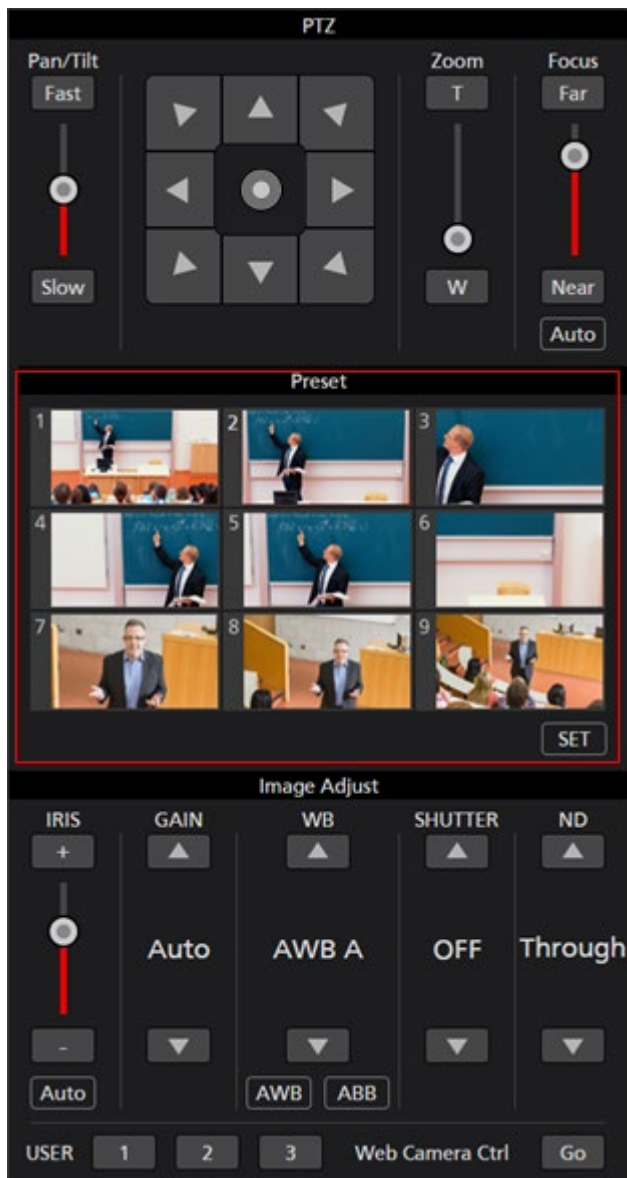 PTZ
Pan/Tilt Zoom Focus
Fast T Far
Slow W Near
Auto
Preset
1 2 3
4 5 6
7 8 9
SET
Image Adjust
IRIS GAIN WB SHUTTER ND
+
Auto AWB A OFF Through
-
Auto AWB ABB
USER 1 2 3 Web Camera Ctrl Go